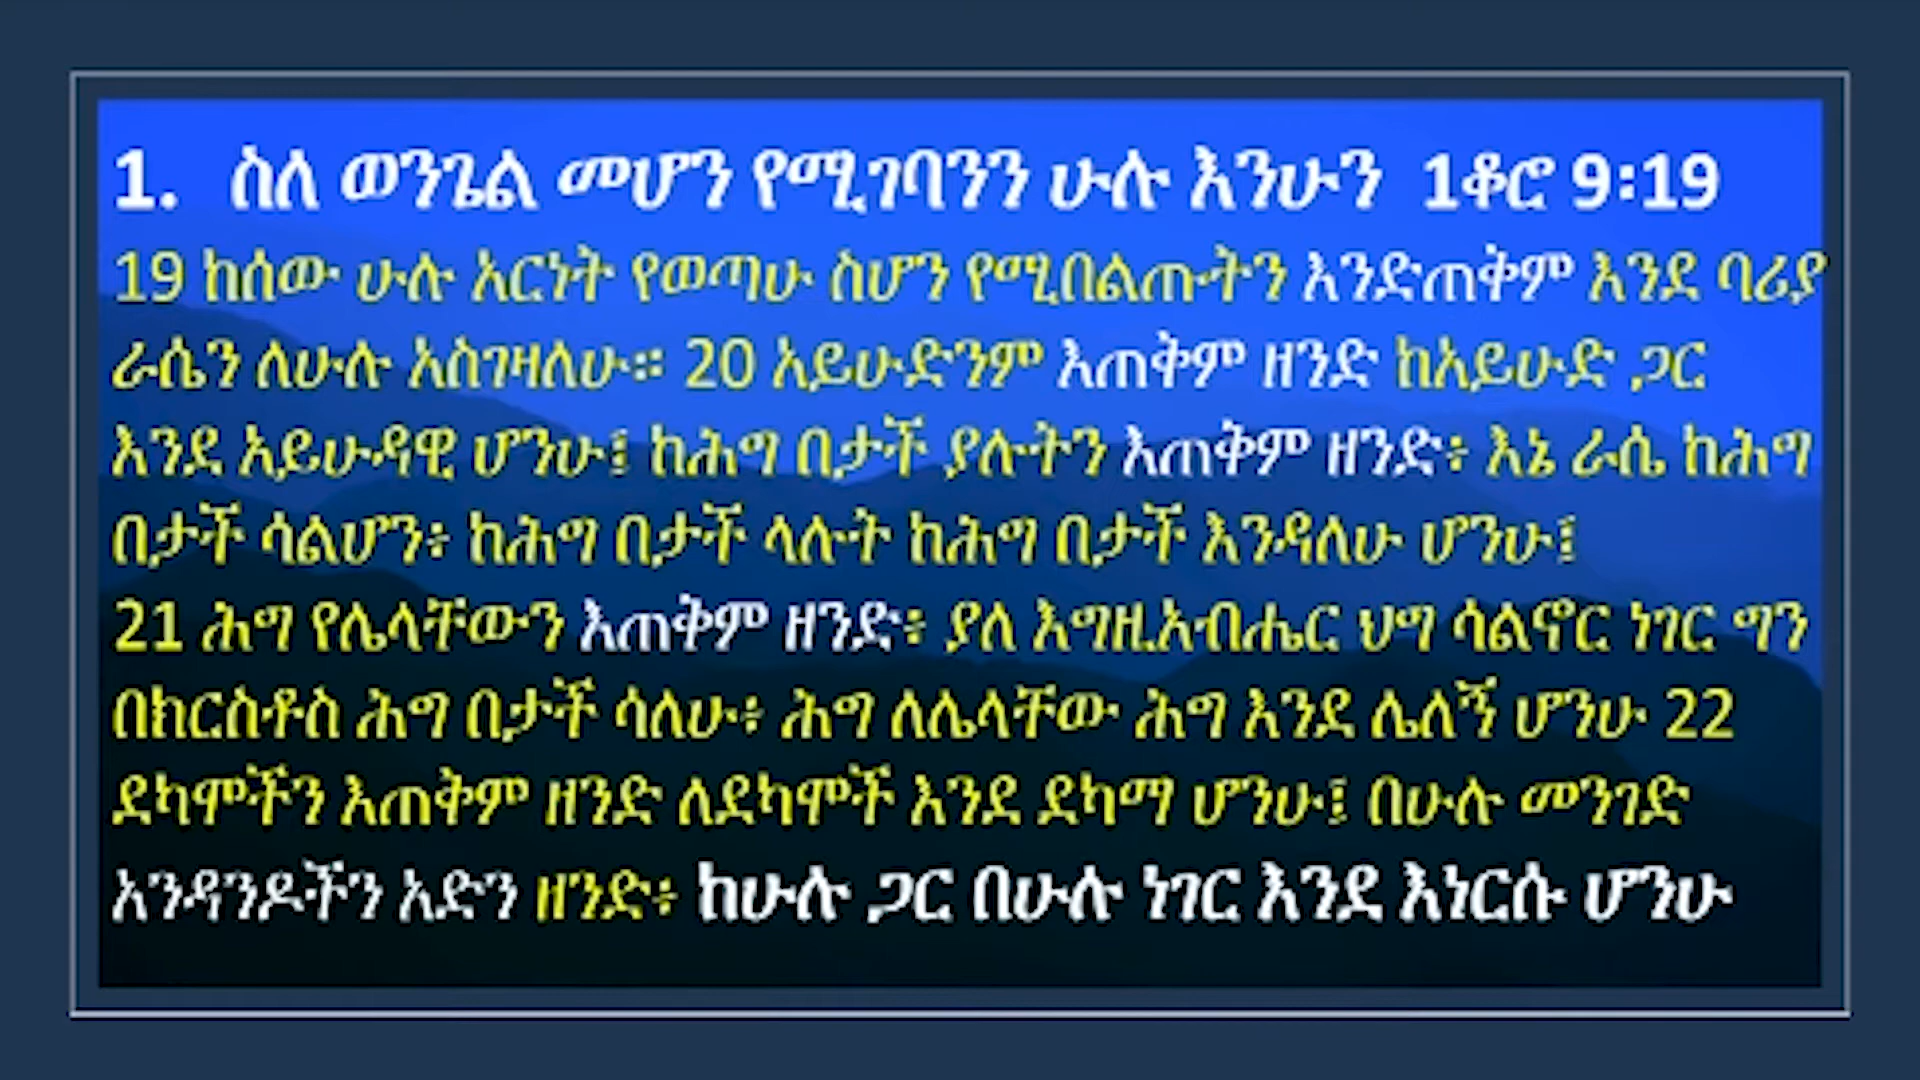 1. ስለ ወንጌል መሆን የሚገባንን ሁሉ እንሁን 1ቆሮ 9፡19
19 ከሰው ሁሉ አርነት የወጣሁ ስሆን የሚበልጡትን እንድጠቅም እንደ ባሪያ
ራሴን ለሁሉ አስገዛለሁ። 20 አይሁድንም እጠቅም ዘንድ ከአይሁድ ጋር
እንደ አይሁዳዊ ሆንሁ፤ ከሕግ በታች ያሉትን እጠቅም ዘንድ፥ እኔ ራሴ ከሕግ
በታች ሳልሆን፥ ከሕግ በታች ላሉት ከሕግ በታች እንዳለሁ ሆንሁ፤
21 ሕግ የሌላቸውን እጠቅም ዘንድ፥ ያለ እግዚአብሔር ህግ ሳልኖር ነገር ግን
በክርስቶስ ሕግ በታች ሳለሁ፥ ሕግ ለሌላቸው ሕግ እንደ ሌለኝ ሆንሁ 22
ደካሞችን እጠቅም ዘንድ ለደካሞች እንደ ደካማ ሆንሁ፤ በሁሉ መንገድ
አንዳንዶችን አድን ዘንድ፥ ከሁሉ ጋር በሁሉ ነገር እንደ እነርሱ ሆንሁ